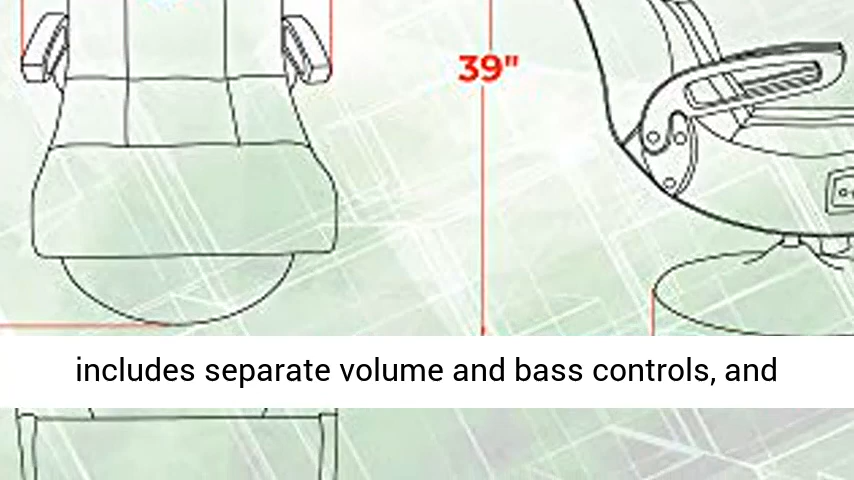 39"
includes separate volume and bass controls, and